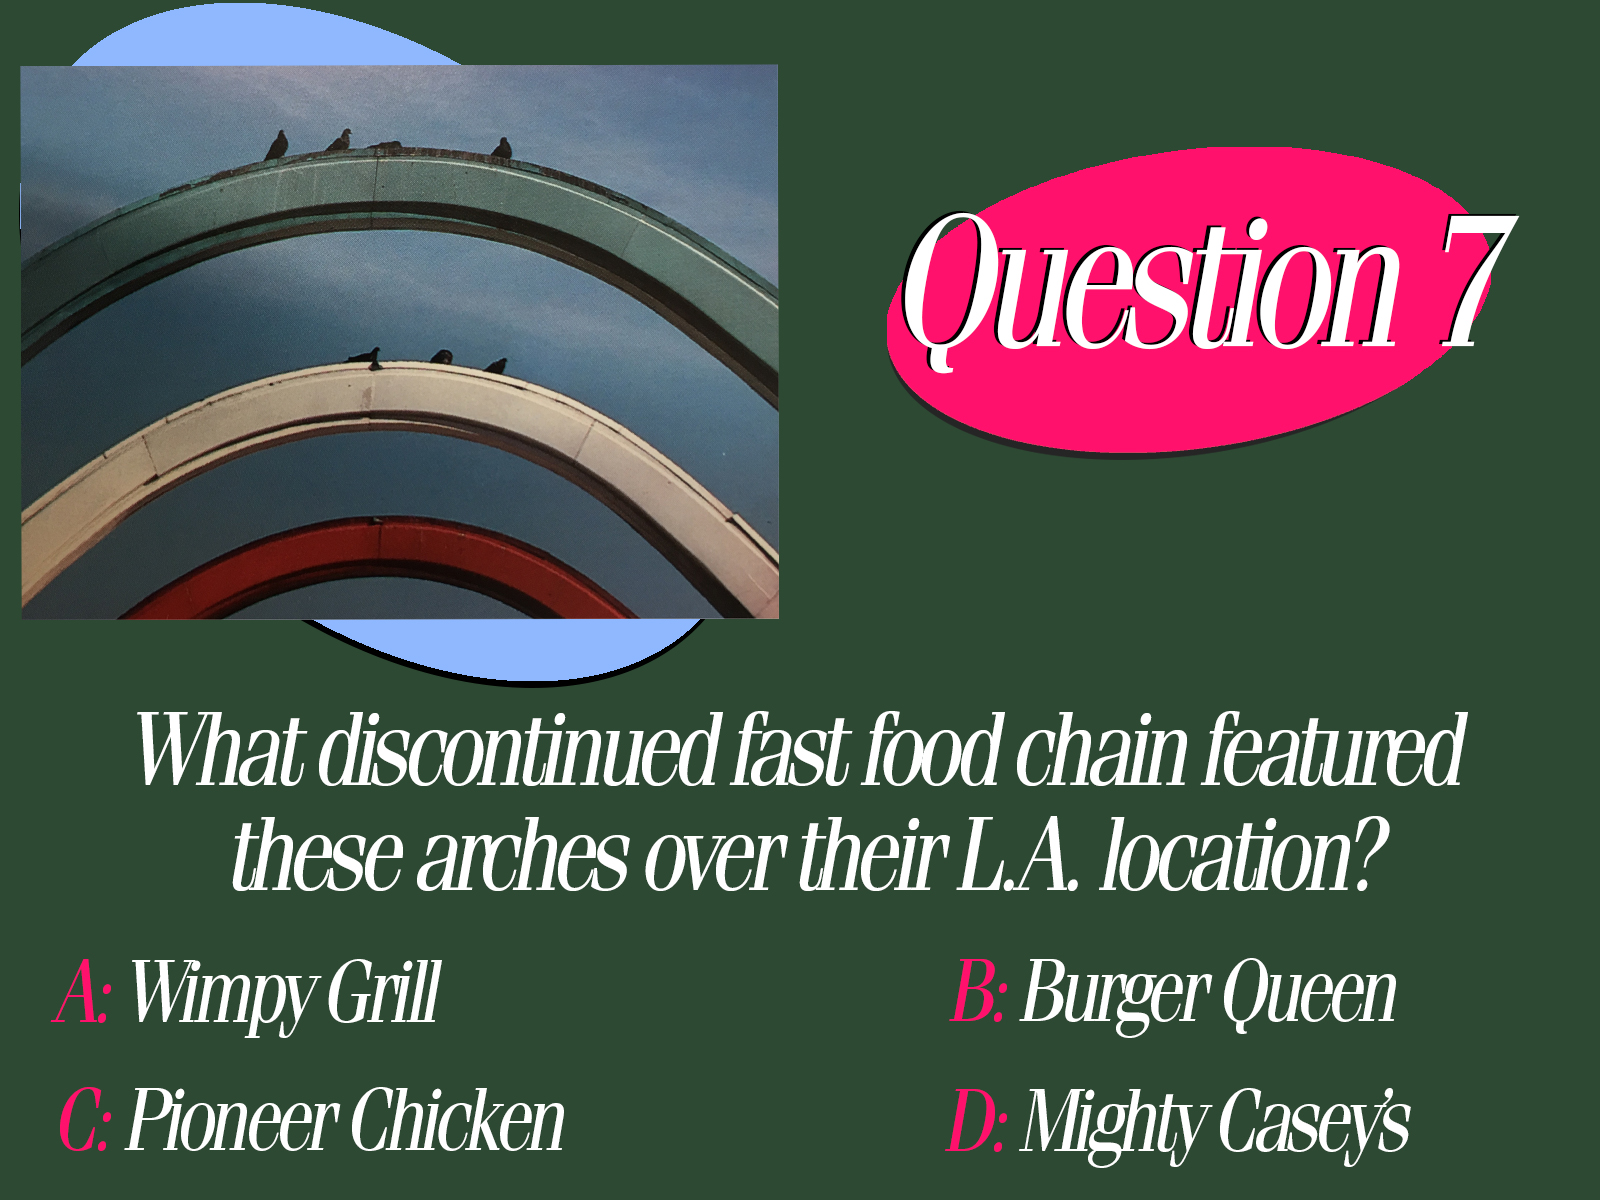 Question 7
What discontinued fast food chain featured
these arches over their L.A. location?
A: Wimpy Grill
B: Burger Queen
C: Pioneer Chicken
D: Mighty Casey's